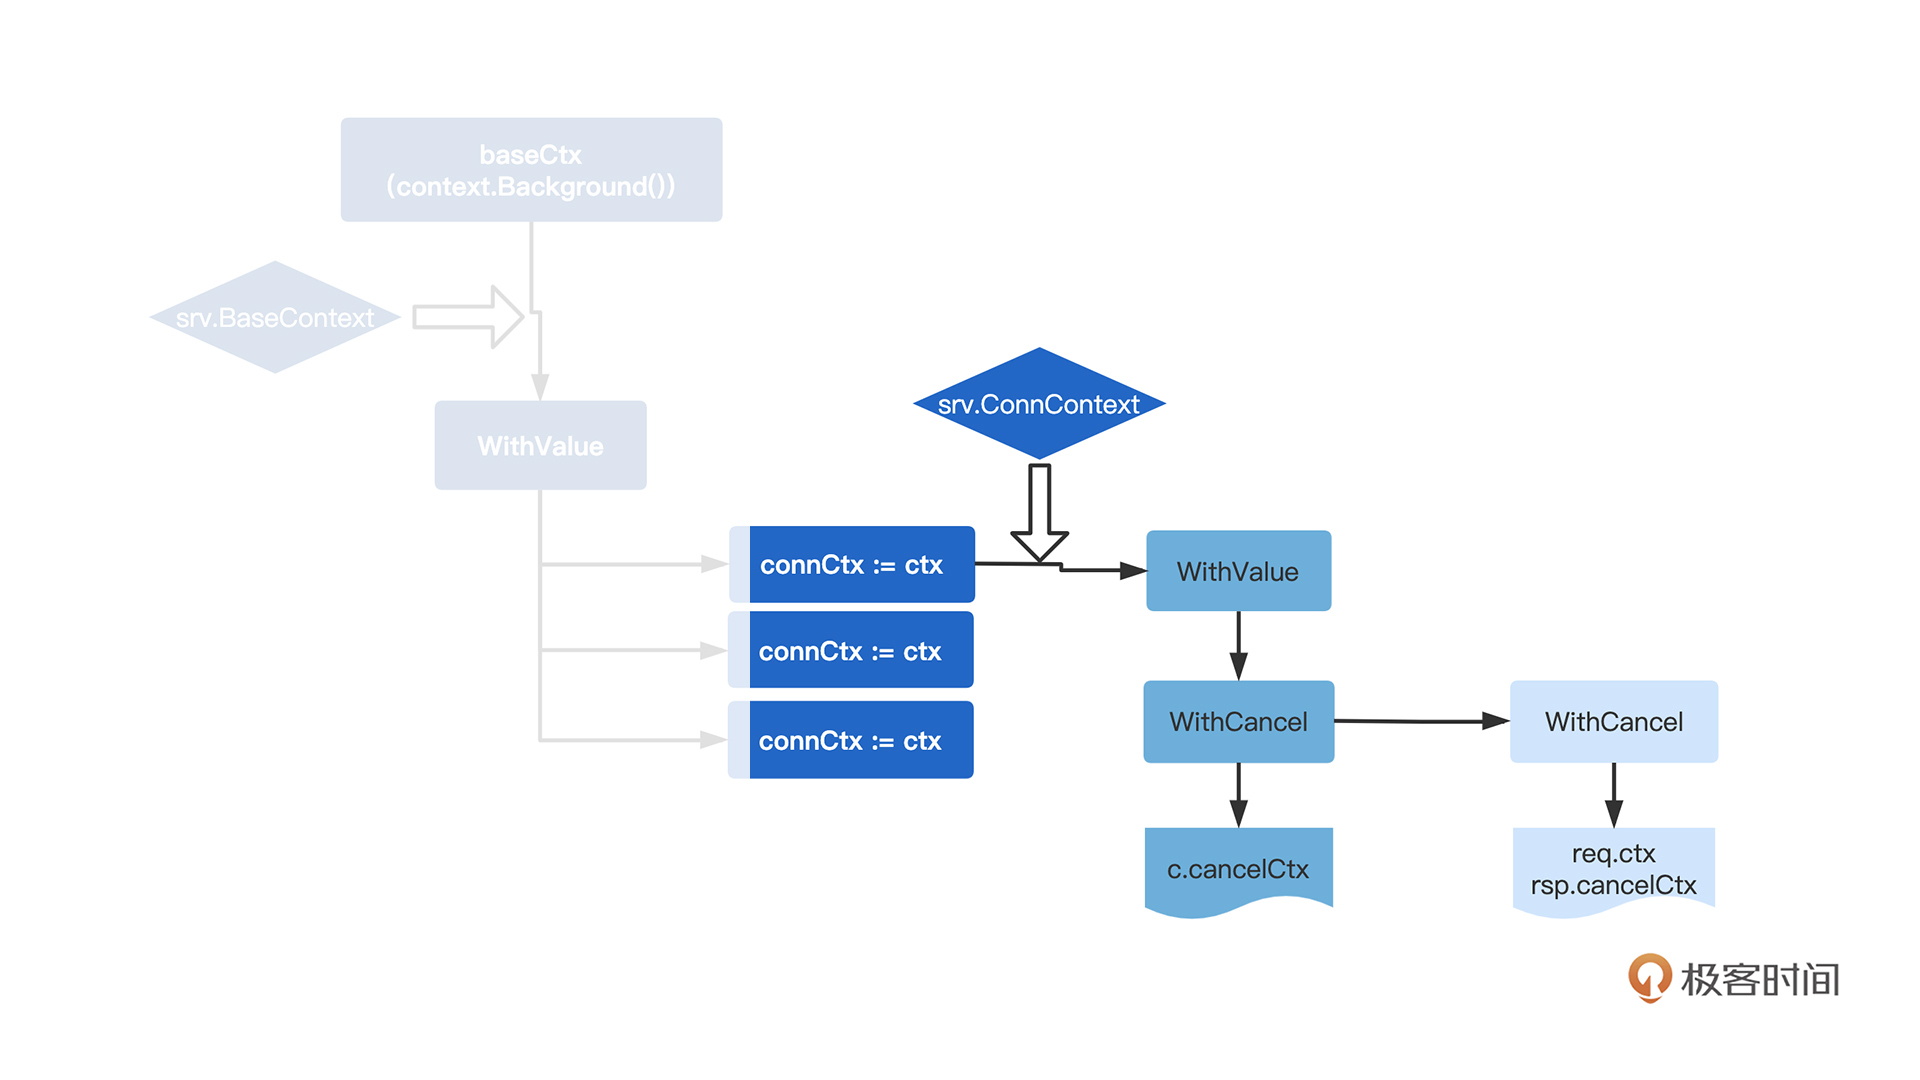 baseCtx
(context.Background())
srv.BaseContext
WithValue
srv.ConnContext
connCtx := ctx
connCtx := ctx
connCtx := ctx
WithValue
WithCancel
WithCancel
c.cancelCtx
req.ctx
rsp.cancelCtx
极客时间